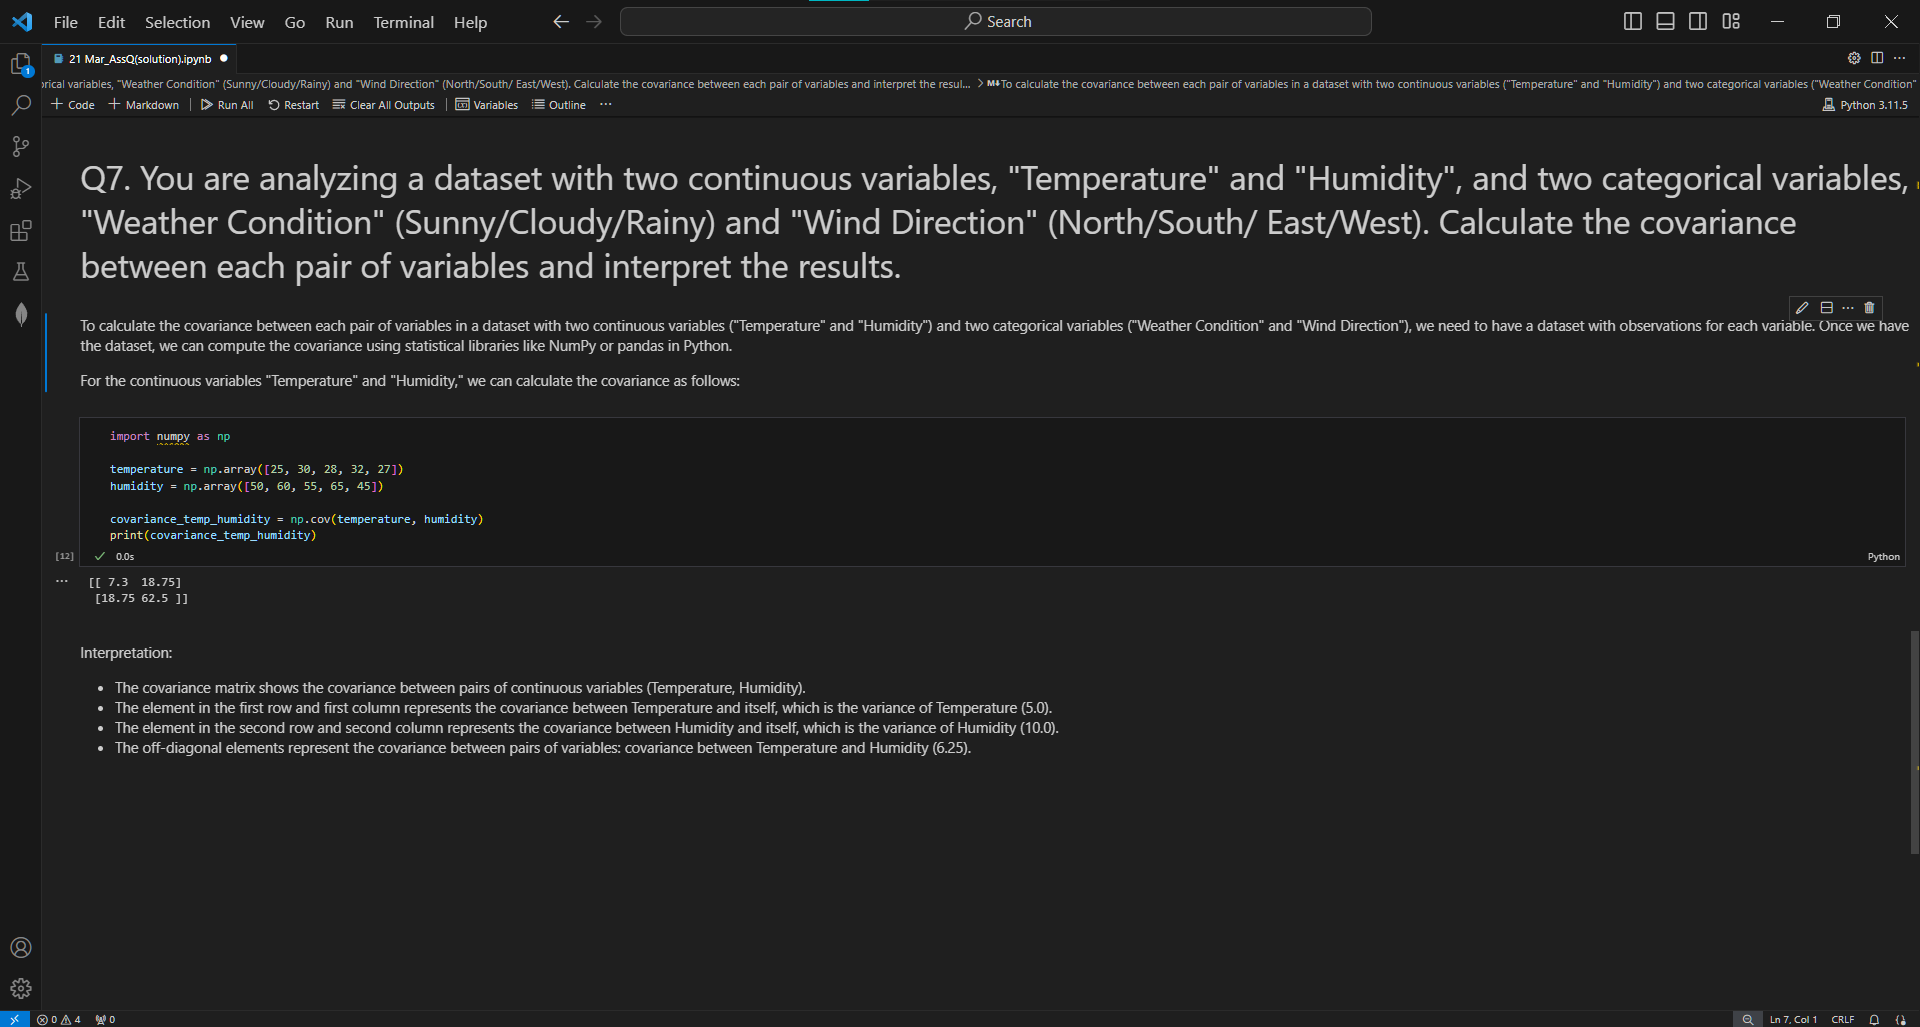 File Edit Selection View Go Run Terminal Help Search
21 Mar_AssQ(solution).ipynb
orical variables, "Weather Condition" (Sunny/Cloudy/Rainy) and "Wind Direction" (North/South/ East/West). Calculate the covariance between each pair of variables and interpret the resul... > M↓To calculate the covariance between each pair of variables in a dataset with two continuous variables ("Temperature" and "Humidity") and two categorical variables ("Weather Condition"
+ Code + Markdown | Run All Restart Clear All Outputs | Variables Outline ... Python 3.11.5
Q7. You are analyzing a dataset with two continuous variables, "Temperature" and "Humidity", and two categorical variables,
"Weather Condition" (Sunny/Cloudy/Rainy) and "Wind Direction" (North/South/ East/West). Calculate the covariance
between each pair of variables and interpret the results.
To calculate the covariance between each pair of variables in a dataset with two continuous variables ("Temperature" and "Humidity") and two categorical variables ("Weather Condition" and "Wind Direction"), we need to have a dataset with observations for each variable. Once we have
the dataset, we can compute the covariance using statistical libraries like NumPy or pandas in Python.
For the continuous variables "Temperature" and "Humidity," we can calculate the covariance as follows:
import numpy as np
temperature = np.array([25, 30, 28, 32, 27])
humidity = np.array([50, 60, 55, 65, 45])
covariance_temp_humidity = np.cov(temperature, humidity)
print(covariance_temp_humidity)
[12] 0.0s Python
... [[ 7.3 18.75]
[18.75 62.5 ]]
Interpretation:
• The covariance matrix shows the covariance between pairs of continuous variables (Temperature, Humidity).
• The element in the first row and first column represents the covariance between Temperature and itself, which is the variance of Temperature (5.0).
• The element in the second row and second column represents the covariance between Humidity and itself, which is the variance of Humidity (10.0).
• The off-diagonal elements represent the covariance between pairs of variables: covariance between Temperature and Humidity (6.25).
1
0 4 0 Ln 7, Col 1 CRLF